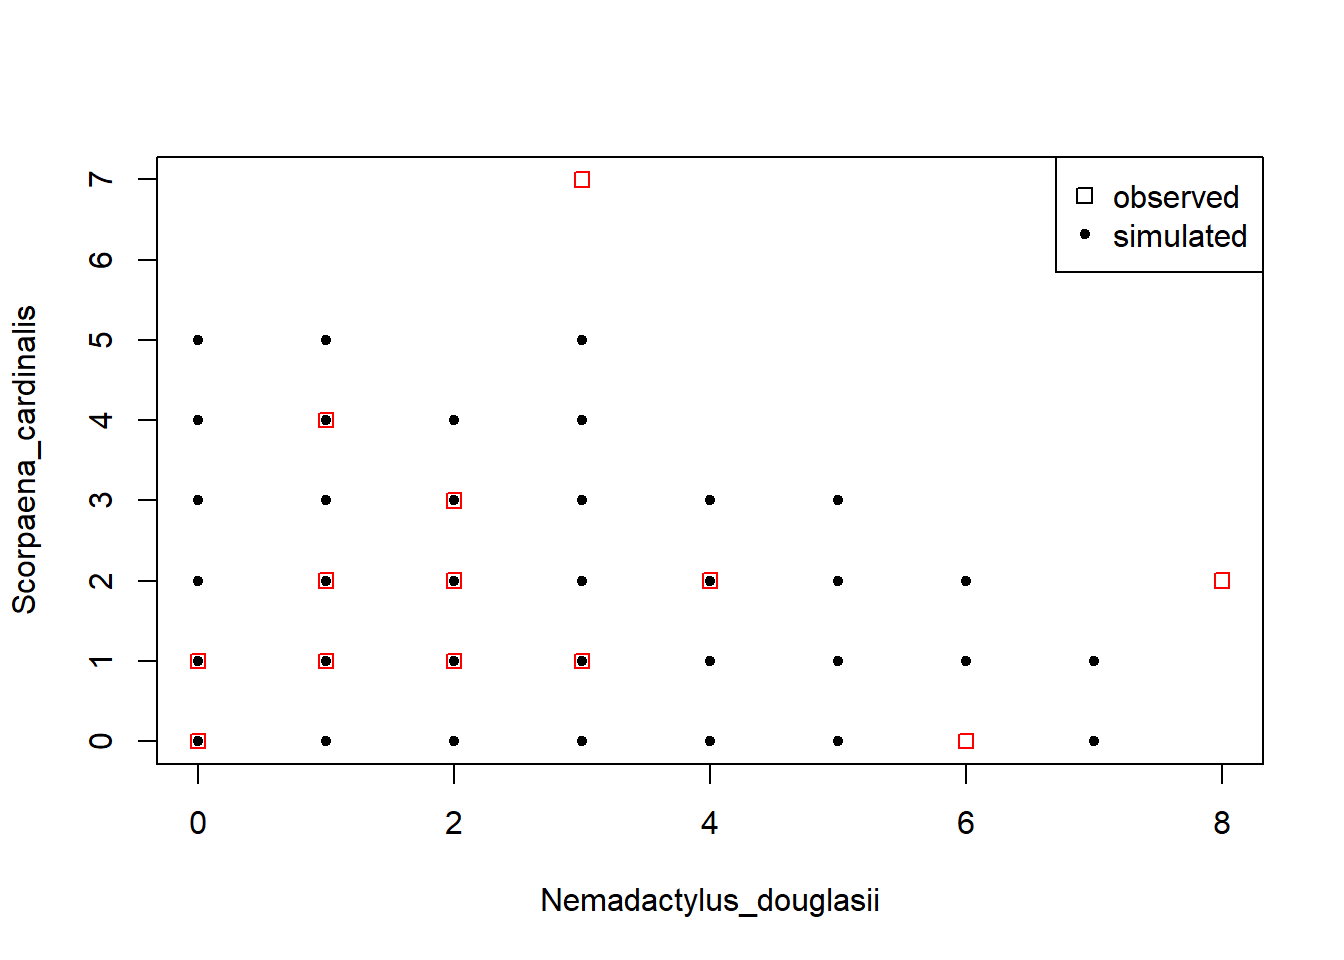 observed
simulated
7
6
5
4
3
2
1
0
Scorpaena_cardinalis
0 2 4 6 8
Nemadactylus_douglasii